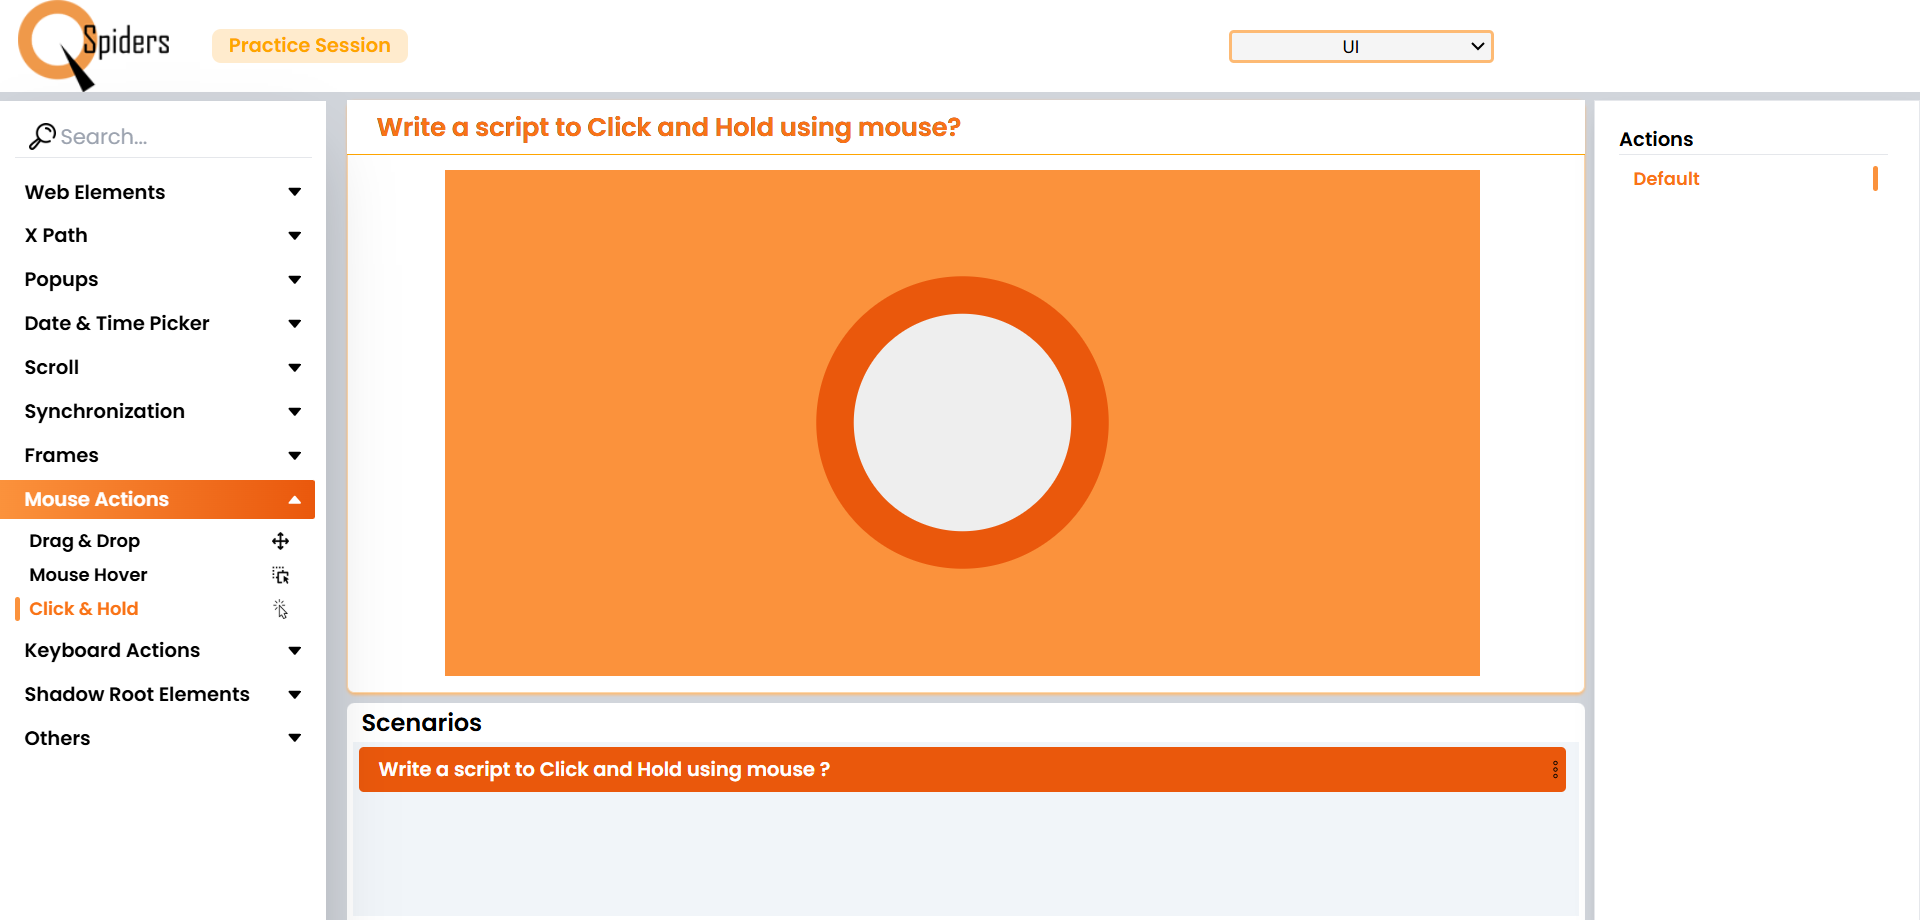 Spiders
Practice Session
UI
Search...
Web Elements
X Path
Popups
Date & Time Picker
Scroll
Synchronization
Frames
Mouse Actions
Drag & Drop
Mouse Hover
Click & Hold
Keyboard Actions
Shadow Root Elements
Others
Write a script to Click and Hold using mouse?
Scenarios
Write a script to Click and Hold using mouse ?
Actions
Default